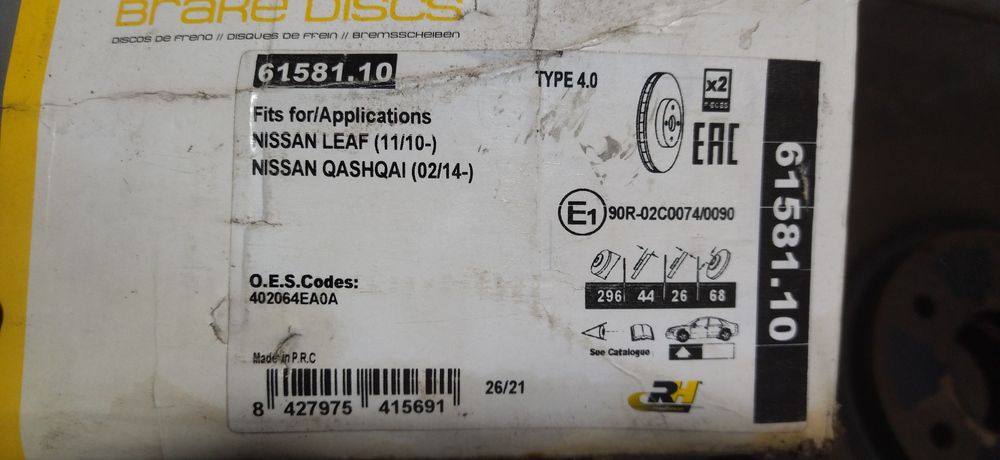 Brake Discs
Discos de Freno // Disques de Frein // Bremsscheiben
61581.10
TYPE 4.0
x2
PIECES
Fits for/Applications
NISSAN LEAF (11/10-)
NISSAN QASHQAI (02/14-)
EAC
E1 90R-02C0074/0090
296 44 26 68
O.E.S.Codes:
402064EA0A
See Catalogue
Made in P.R.C
26/21
8 427975 415691
RH
61581.10